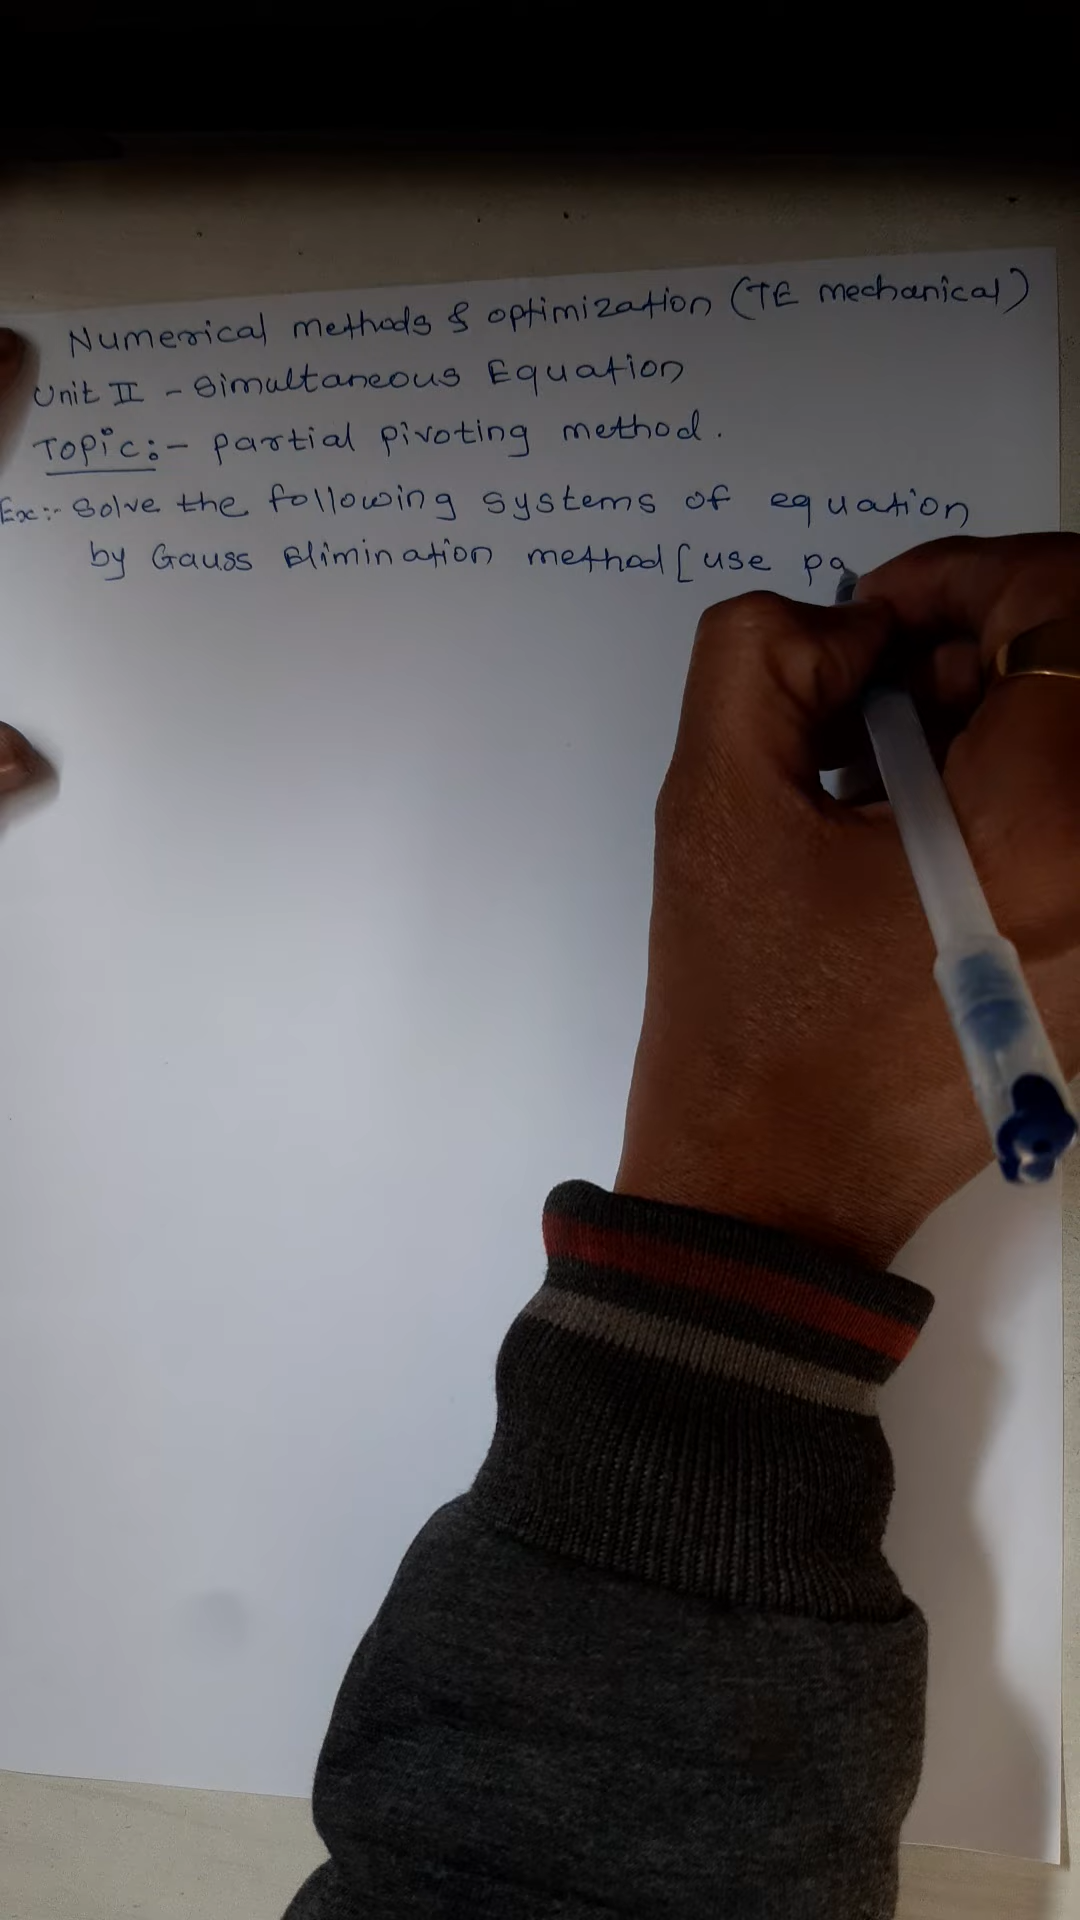 Numerical methods & optimization (TE mechanical)
Unit II - Simultaneous Equation
Topic:- partial pivoting method.
Ex:- Solve the following systems of equation
by Gauss Elimination method [use pa